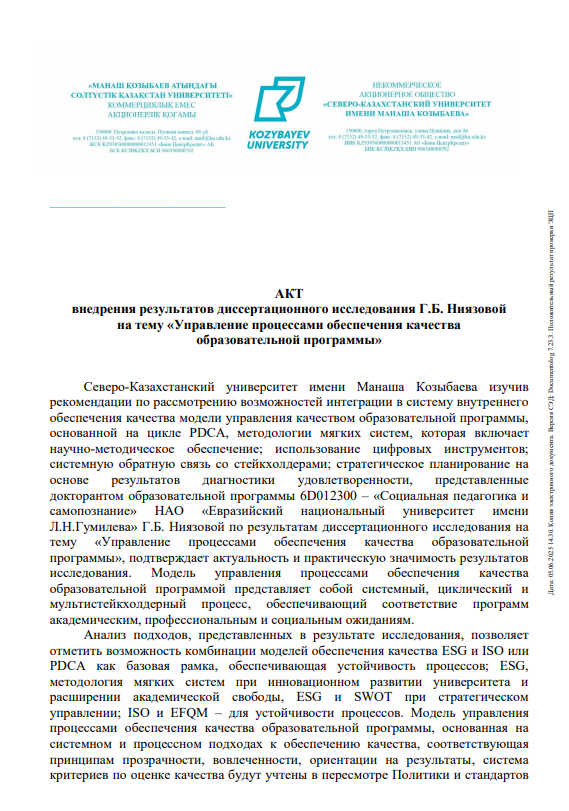 «МАНАШ ҚОЗЫБАЕВ АТЫНДАҒЫ
СОЛТҮСТІК ҚАЗАҚСТАН УНИВЕРСИТЕТІ»
КОММЕРЦИЯЛЫҚ ЕМЕС
АКЦИОНЕРЛІК ҚОҒАМЫ
150000, Петропавл қаласы, Пушкин көшесі, 86 үй
KOZYBAYEV
UNIVERSITY
НЕКОММЕРЧЕСКОЕ
АКЦИОНЕРНОЕ ОБЩЕСТВО
«СЕВЕРО-КАЗАХСТАНСКИЙ УНИВЕРСИТЕТ
ИМЕНИ МАНАША КОЗЫБАЕВА»
150000, город Петропавловск, улица Пушкина, дом 86
АКТ
внедрения результатов диссертационного исследования Г.Б. Ниязовой
на тему «Управление процессами обеспечения качества
образовательной программы»
Северо-Казахстанский университет имени Манаша Козыбаева изучив
рекомендации по рассмотрению возможностей интеграции в систему внутреннего
обеспечения качества модели управления качеством образовательной программы,
основанной на цикле PDCA, методологии мягких систем, которая включает
научно-методическое обеспечение; использование цифровых инструментов;
системную обратную связь со стейкхолдерами; стратегическое планирование на
основе результатов диагностики удовлетворенности, представленные
докторантом образовательной программы 6D012300 – «Социальная педагогика и
самопознание» НАО «Евразийский национальный университет имени
Л.Н.Гумилева» Г.Б. Ниязовой по результатам диссертационного исследования на
тему «Управление процессами обеспечения качества образовательной
программы», подтверждает актуальность и практическую значимость результатов
исследования. Модель управления процессами обеспечения качества
образовательной программой представляет собой системный, циклический и
мультистейкхолдерный процесс, обеспечивающий соответствие программ
академическим, профессиональным и социальным ожиданиям.
Анализ подходов, представленных в результате исследования, позволяет
отметить возможность комбинации моделей обеспечения качества ESG и ISO или
PDCA как базовая рамка, обеспечивающая устойчивость процессов; ESG,
методология мягких систем при инновационном развитии университета и
расширении академической свободы, ESG и SWOT при стратегическом
управлении; ISO и EFQM – для устойчивости процессов. Модель управления
процессами обеспечения качества образовательной программы, основанная на
системном и процессном подходах к обеспечению качества, соответствующая
принципам прозрачности, вовлеченности, ориентации на результаты, система
критериев по оценке качества будут учтены в пересмотре Политики и стандартов
Дата: 05.06.2025 14:30. Копия электронного документа. Версия СЭД: Documentolog 7.23.3. Положительный результат проверки ЭЦП